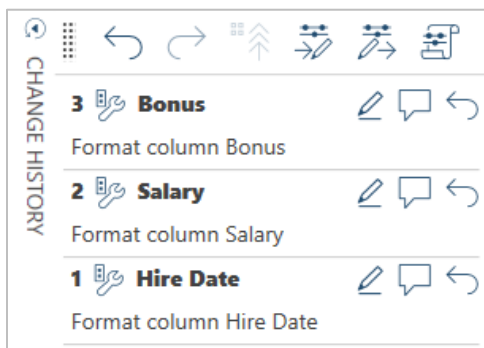 CHANGE HISTORY
3 Bonus
Format column Bonus
2 Salary
Format column Salary
1 Hire Date
Format column Hire Date